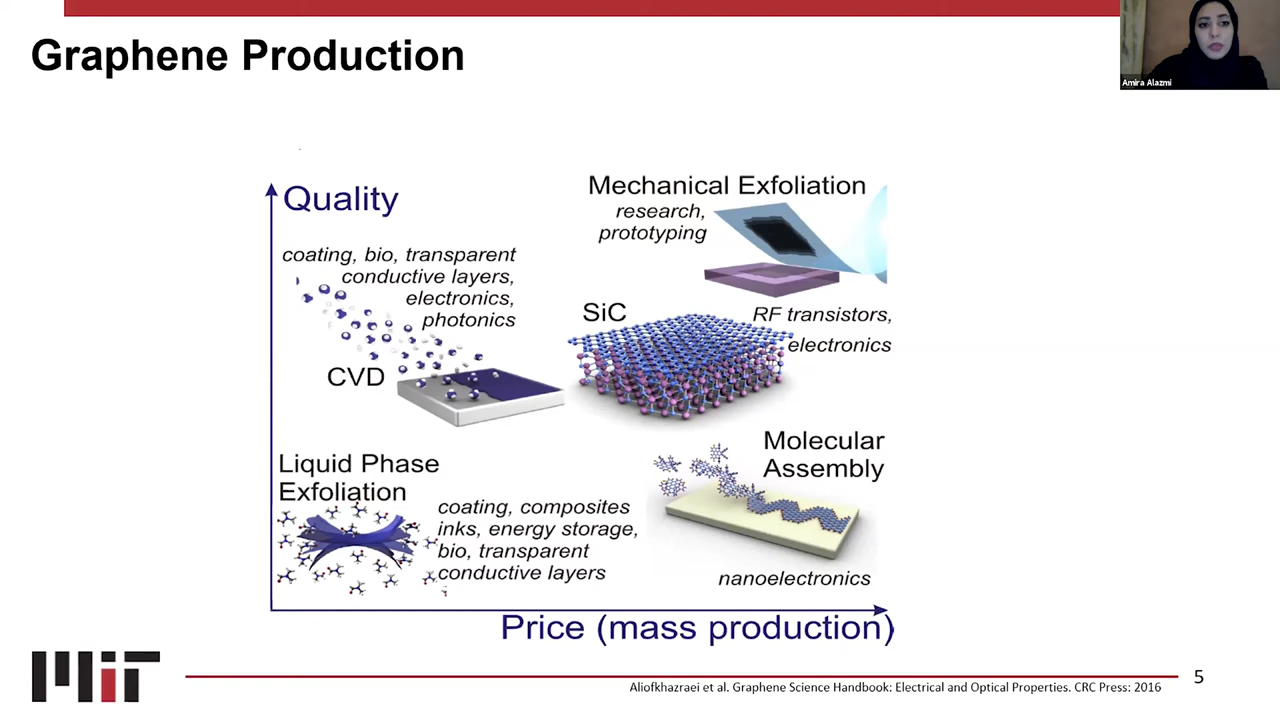 Graphene Production
Amira Alazmi
Quality
Mechanical Exfoliation
research,
prototyping
coating, bio, transparent
conductive layers,
electronics,
photonics
SiC
RF transistors,
electronics
CVD
Molecular
Assembly
Liquid Phase
Exfoliation
coating, composites
inks, energy storage,
bio, transparent
conductive layers
nanoelectronics
Price (mass production)
MIT
Aliofkhazraei et al. Graphene Science Handbook: Electrical and Optical Properties. CRC Press: 2016
5